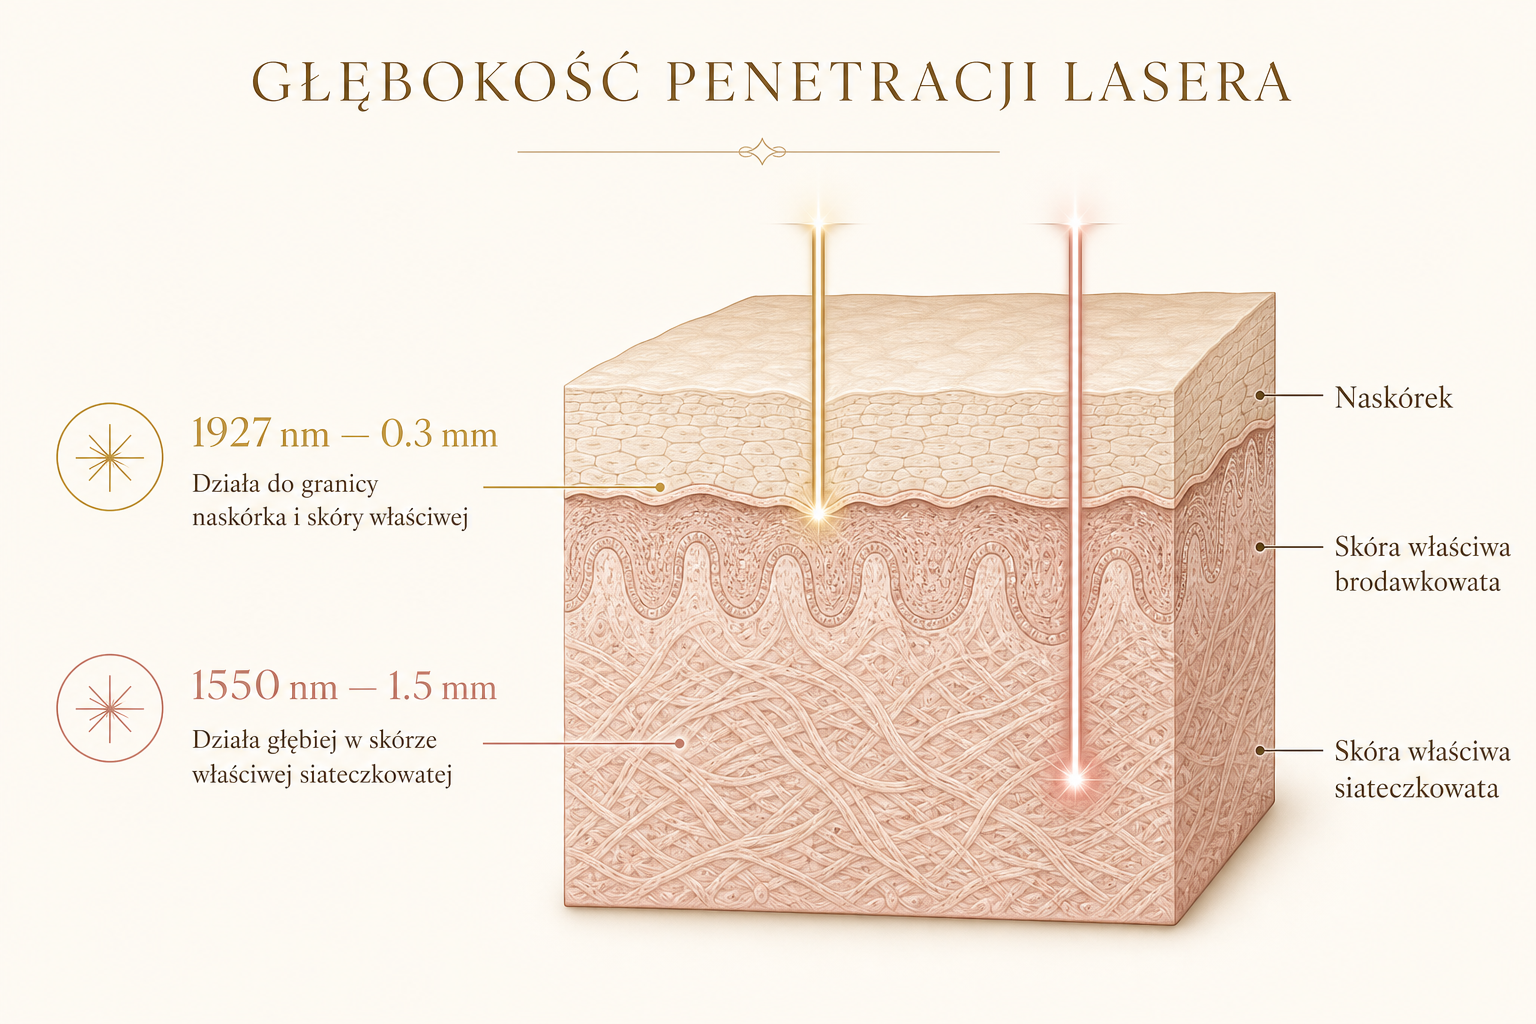 GŁĘBOKOŚĆ PENETRACJI LASERA
1927 nm — 0.3 mm
Działa do granicy
naskórka i skóry właściwej
1550 nm — 1.5 mm
Działa głębiej w skórze
właściwej siateczkowatej
Naskórek
Skóra właściwa
brodawkowata
Skóra właściwa
siateczkowata